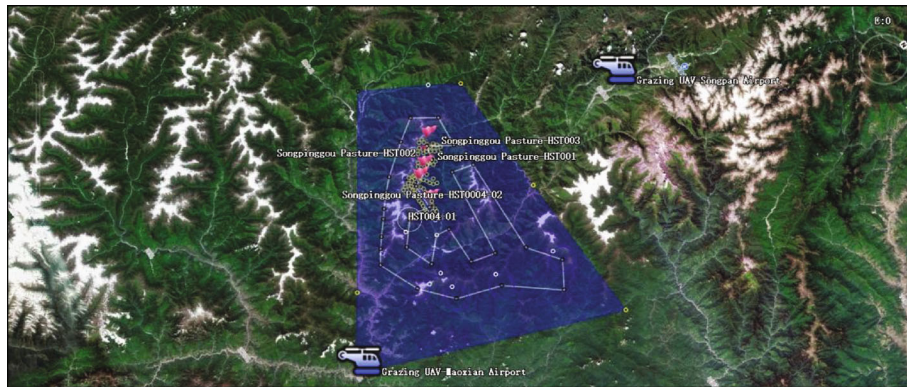 E:0
Grazing UAV-Songpan Airport
Songpinggou Pasture-HST003
Songpinggou Pasture-HST002
Songpinggou Pasture-HST001
Songpinggou Pasture-HST0004-02
HST004-01
Grazing UAV-Maoxian Airport